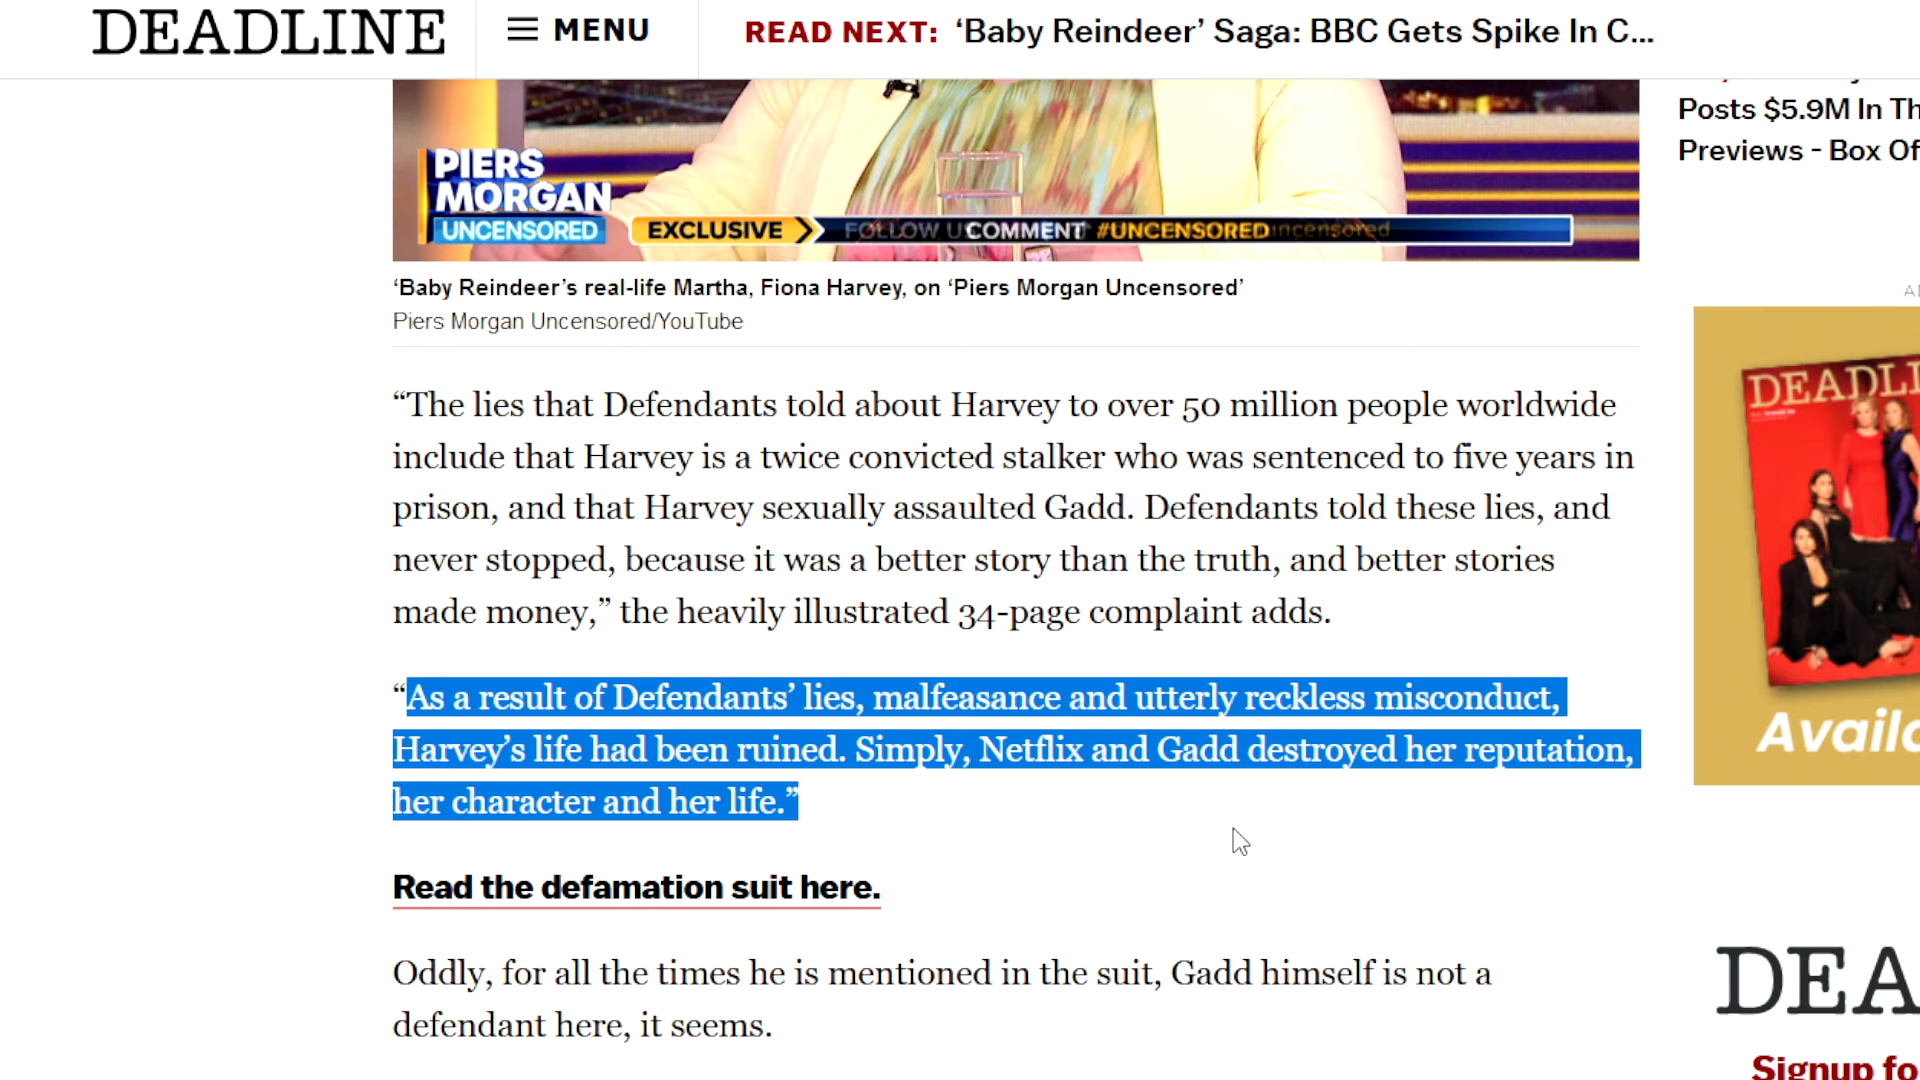 DEADLINE
MENU
READ NEXT: ‘Baby Reindeer’ Saga: BBC Gets Spike In C...
Posts $5.9M In Th
Previews - Box Of
PIERS
MORGAN
UNCENSORED
EXCLUSIVE
FOLLOW U COMMENT #UNCENSORED uncensored
‘Baby Reindeer’s real-life Martha, Fiona Harvey, on ‘Piers Morgan Uncensored’
Piers Morgan Uncensored/YouTube
“The lies that Defendants told about Harvey to over 50 million people worldwide
include that Harvey is a twice convicted stalker who was sentenced to five years in
prison, and that Harvey sexually assaulted Gadd. Defendants told these lies, and
never stopped, because it was a better story than the truth, and better stories
made money,” the heavily illustrated 34-page complaint adds.
“As a result of Defendants’ lies, malfeasance and utterly reckless misconduct,
Harvey’s life had been ruined. Simply, Netflix and Gadd destroyed her reputation,
her character and her life.”
Read the defamation suit here.
Oddly, for all the times he is mentioned in the suit, Gadd himself is not a
defendant here, it seems.
DEADLI
Availa
DEA
Signup fo